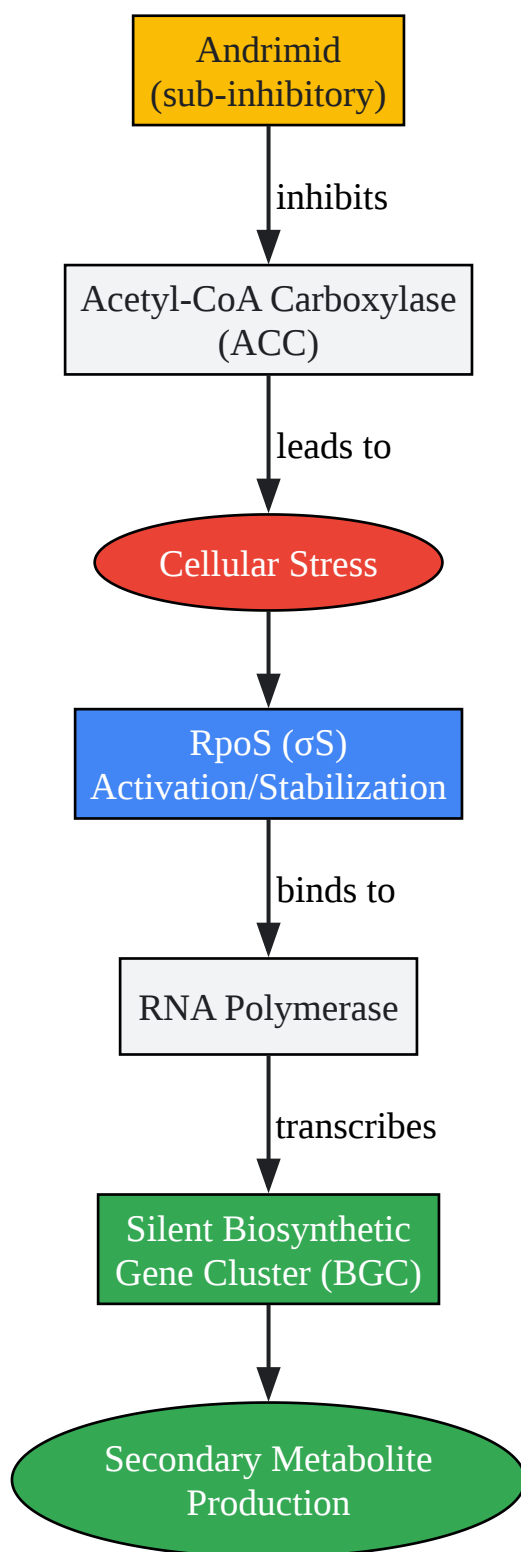 Andrimid
(sub-inhibitory)
inhibits
Acetyl-CoA Carboxylase
(ACC)
leads to
Cellular Stress
RpoS (σS)
Activation/Stabilization
binds to
RNA Polymerase
transcribes
Silent Biosynthetic
Gene Cluster (BGC)
Secondary Metabolite
Production